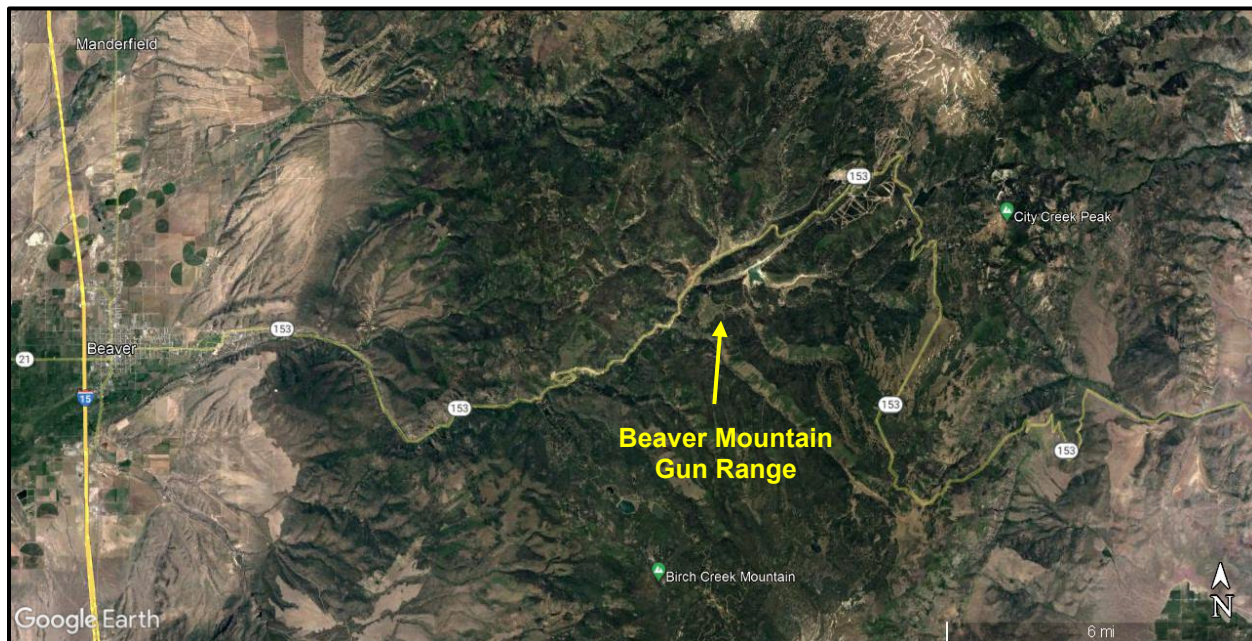 Manderfield
153
City Creek Peak
153
21
Beaver
15
153
153
Beaver Mountain
Gun Range
153
Birch Creek Mountain
Google Earth
6 mi
N